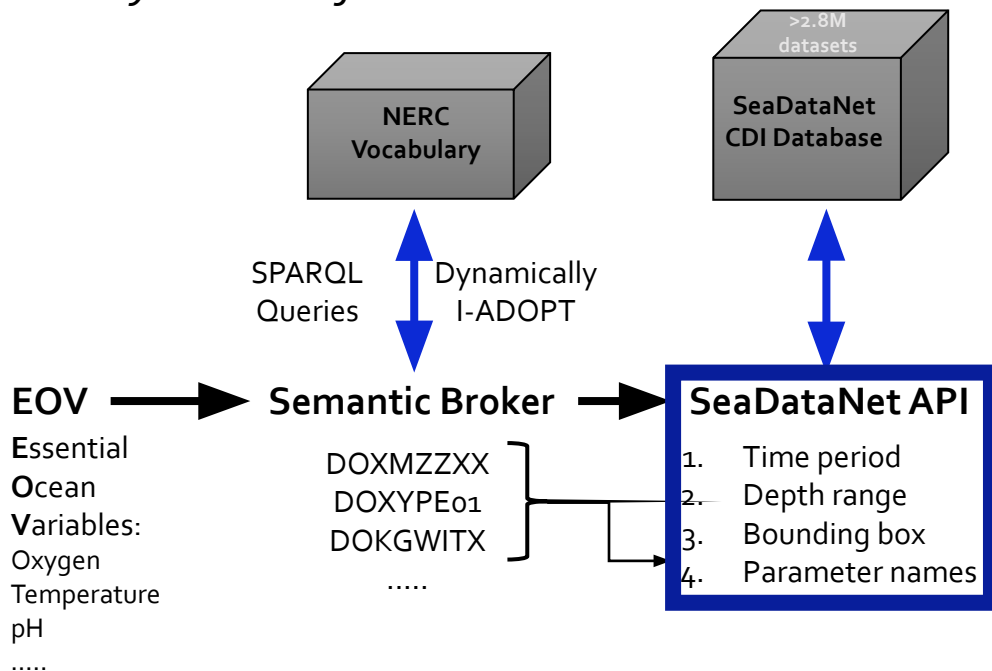 >2.8M
datasets
NERC
Vocabulary
SeaDataNet
CDI Database
SPARQL
Queries
Dynamically
I-ADOPT
EOV
Semantic Broker
SeaDataNet API
Essential
Ocean
Variables:
Oxygen
Temperature
pH
.....
DOXMZZXX
DOXYPE01
DOKGWITX
.....
1. Time period
2. Depth range
3. Bounding box
4. Parameter names